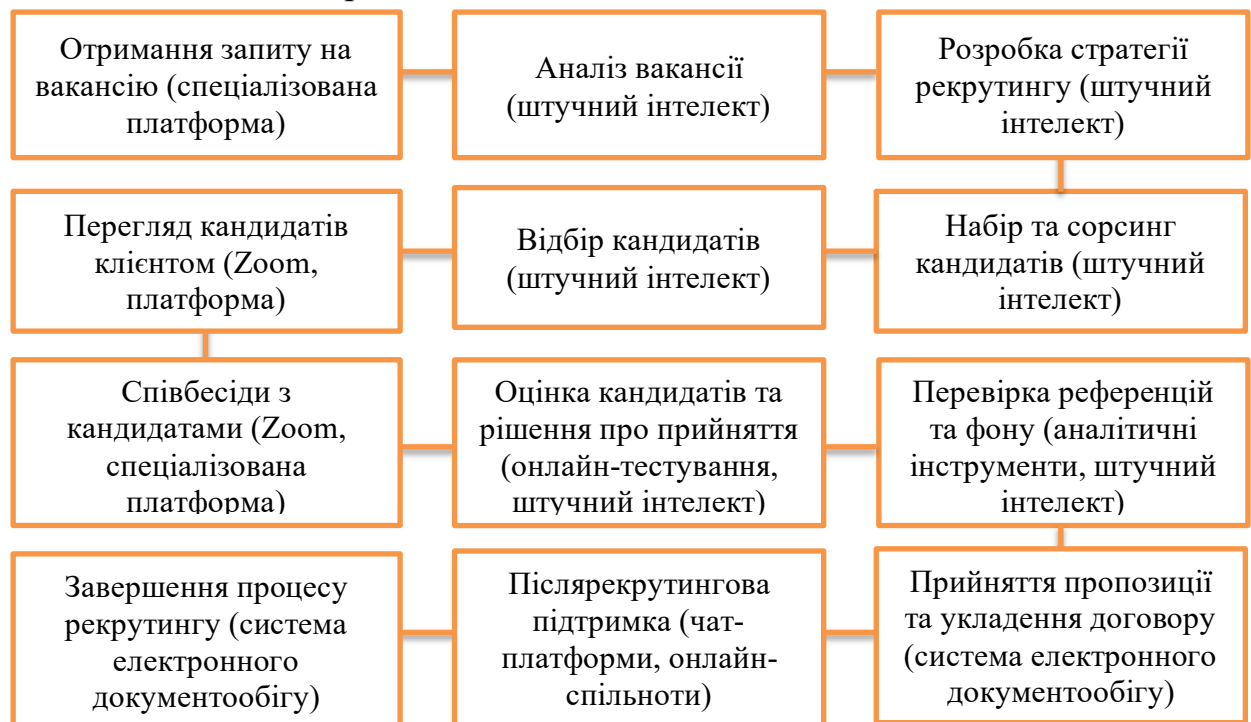 Отримання запиту на
вакансію (спеціалізована
платформа)
Аналіз вакансії
(штучний інтелект)
Розробка стратегії
рекрутингу (штучний
інтелект)
Перегляд кандидатів
клієнтом (Zoom,
платформа)
Відбір кандидатів
(штучний інтелект)
Набір та сорсинг
кандидатів (штучний
інтелект)
Співбесіди з
кандидатами (Zoom,
спеціалізована
платформа)
Оцінка кандидатів та
рішення про прийняття
(онлайн-тестування,
штучний інтелект)
Перевірка референцій
та фону (аналітичні
інструменти, штучний
інтелект)
Завершення процесу
рекрутингу (система
електронного
документообігу)
Післярекрутингова
підтримка (чат-
платформи, онлайн-
спільноти)
Прийняття пропозиції
та укладення договору
(система електронного
документообігу)